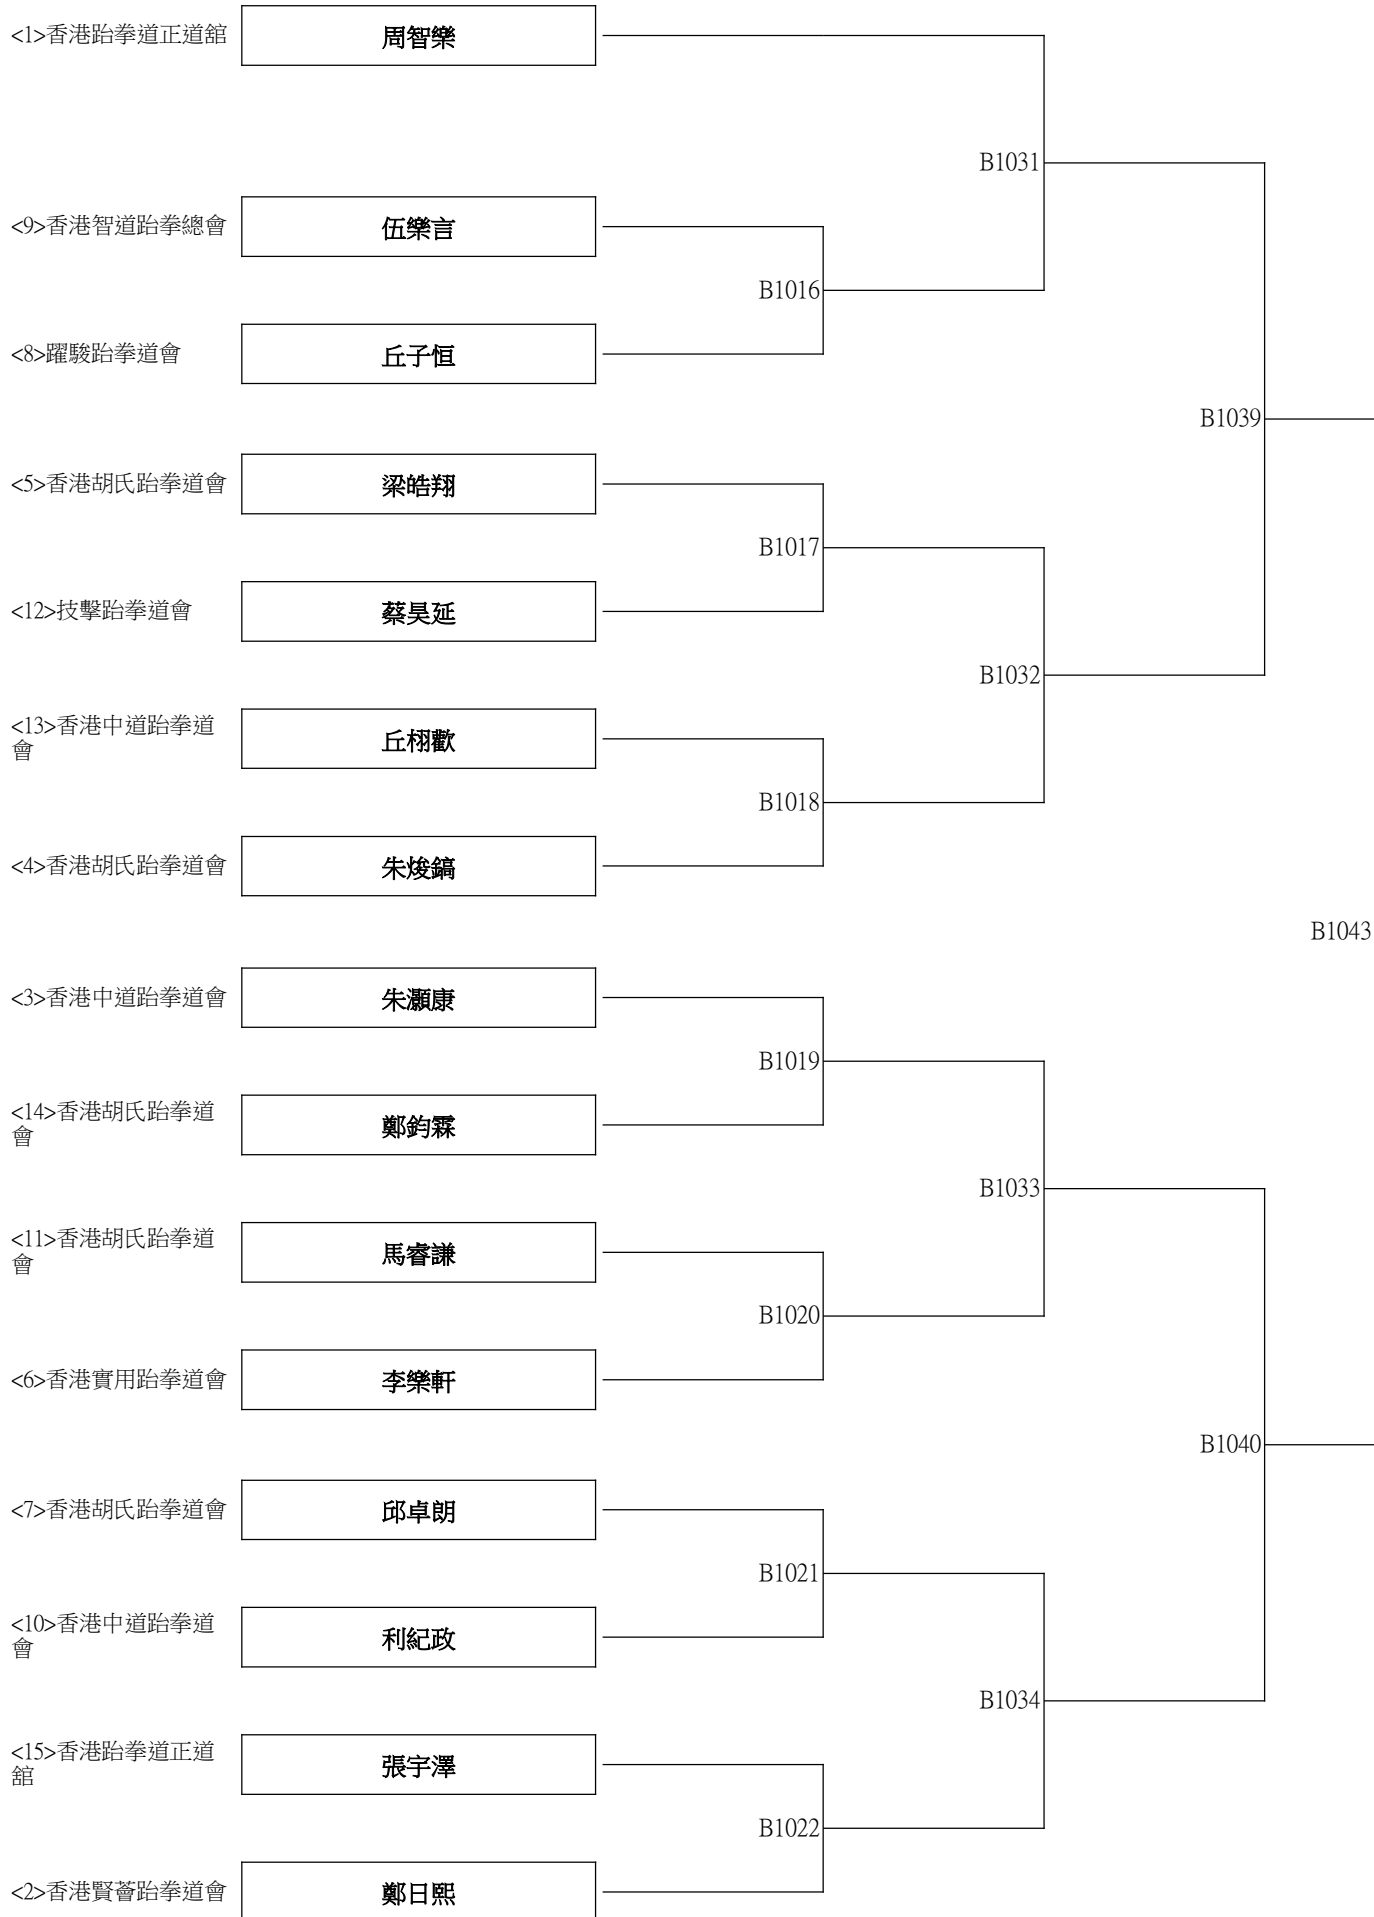 <1>香港跆拳道正道舘
周智樂
B1031
<9>香港智道跆拳總會
伍樂言
B1016
<8>躍駿跆拳道會
丘子恒
B1039
<5>香港胡氏跆拳道會
梁皓翔
B1017
<12>技擊跆拳道會
蔡昊延
B1032
<13>香港中道跆拳道
會
丘栩歡
B1018
<4>香港胡氏跆拳道會
朱焌鎬
B1043
<3>香港中道跆拳道會
朱灝康
B1019
<14>香港胡氏跆拳道
會
鄭鈞霖
B1033
<11>香港胡氏跆拳道
會
馬睿謙
B1020
<6>香港實用跆拳道會
李樂軒
B1040
<7>香港胡氏跆拳道會
邱卓朗
B1021
<10>香港中道跆拳道
會
利紀政
B1034
<15>香港跆拳道正道
舘
張宇澤
B1022
<2>香港賢薈跆拳道會
鄭日熙